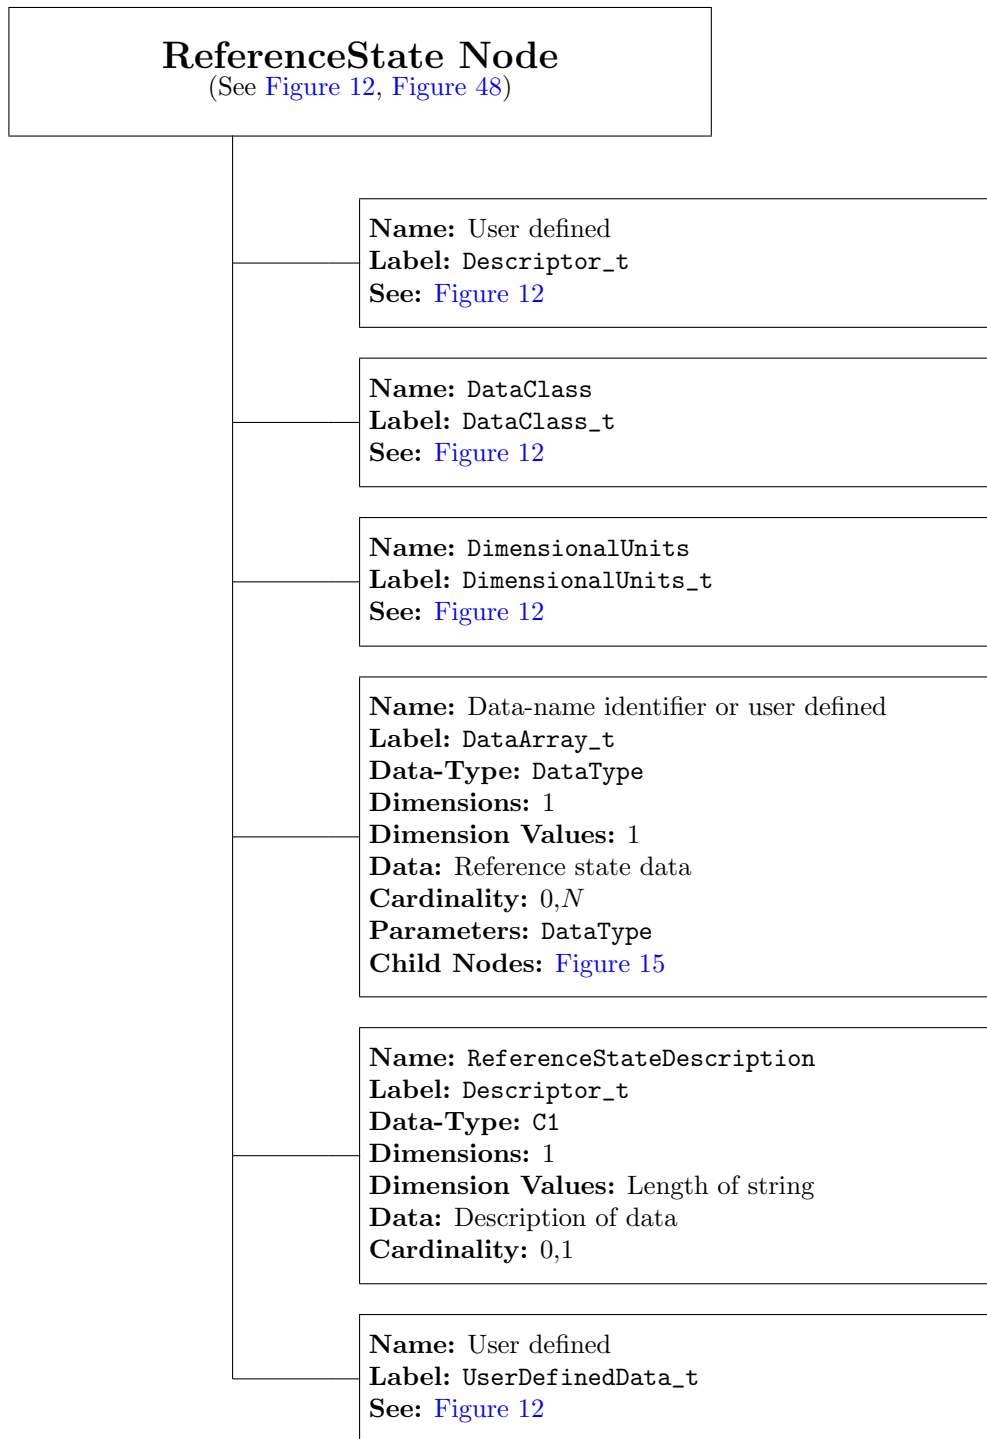 ReferenceState Node
(See Figure 12, Figure 48)
Name: User defined
Label: Descriptor_t
See: Figure 12
Name: DataClass
Label: DataClass_t
See: Figure 12
Name: DimensionalUnits
Label: DimensionalUnits_t
See: Figure 12
Name: Data-name identifier or user defined
Label: DataArray_t
Data-Type: DataType
Dimensions: 1
Dimension Values: 1
Data: Reference state data
Cardinality: 0,N
Parameters: DataType
Child Nodes: Figure 15
Name: ReferenceStateDescription
Label: Descriptor_t
Data-Type: C1
Dimensions: 1
Dimension Values: Length of string
Data: Description of data
Cardinality: 0,1
Name: User defined
Label: UserDefinedData_t
See: Figure 12